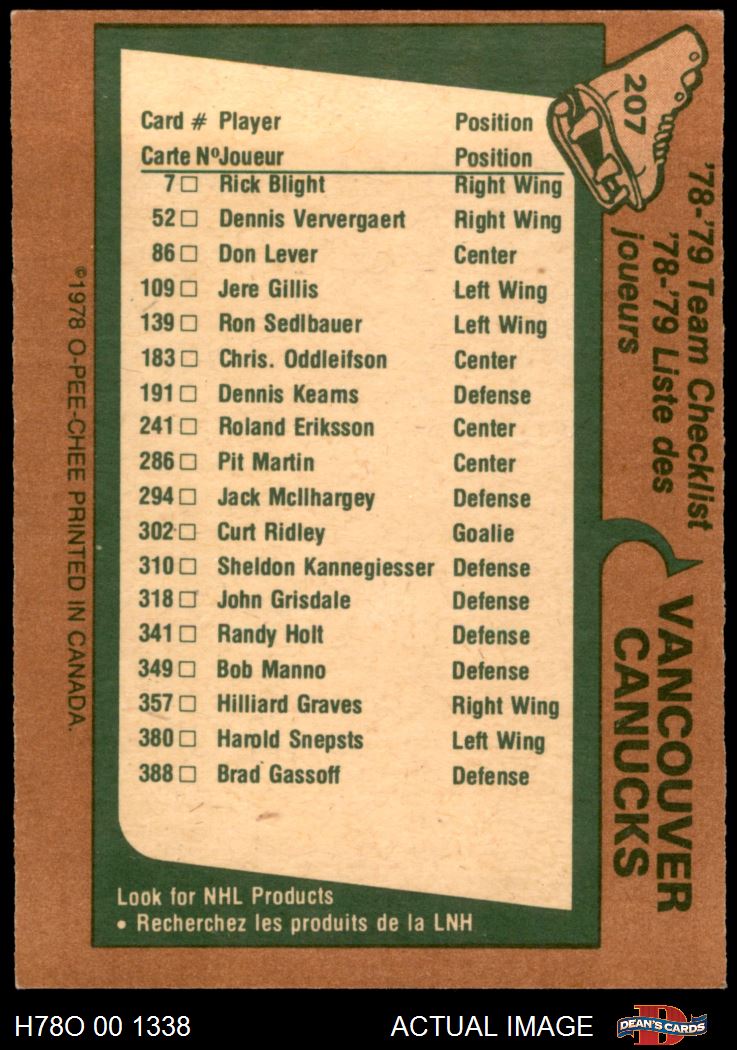 207
'78-'79 Team Checklist
'78-'79 Liste des
joueurs
VANCOUVER
CANUCKS
Card # Player Position
Carte Nº Joueur Position
7 □ Rick Blight Right Wing
52 □ Dennis Ververgaert Right Wing
86 □ Don Lever Center
109 □ Jere Gillis Left Wing
139 □ Ron Sedlbauer Left Wing
183 □ Chris. Oddleifson Center
191 □ Dennis Kearns Defense
241 □ Roland Eriksson Center
286 □ Pit Martin Center
294 □ Jack McIlhargey Defense
302 □ Curt Ridley Goalie
310 □ Sheldon Kannegiesser Defense
318 □ John Grisdale Defense
341 □ Randy Holt Defense
349 □ Bob Manno Defense
357 □ Hilliard Graves Right Wing
380 □ Harold Snepsts Left Wing
388 □ Brad Gassoff Defense
Look for NHL Products
• Recherchez les produits de la LNH
©1978 O-PEE-CHEE PRINTED IN CANADA.
H78O 00 1338 ACTUAL IMAGE
D
DEAN'S CARDS